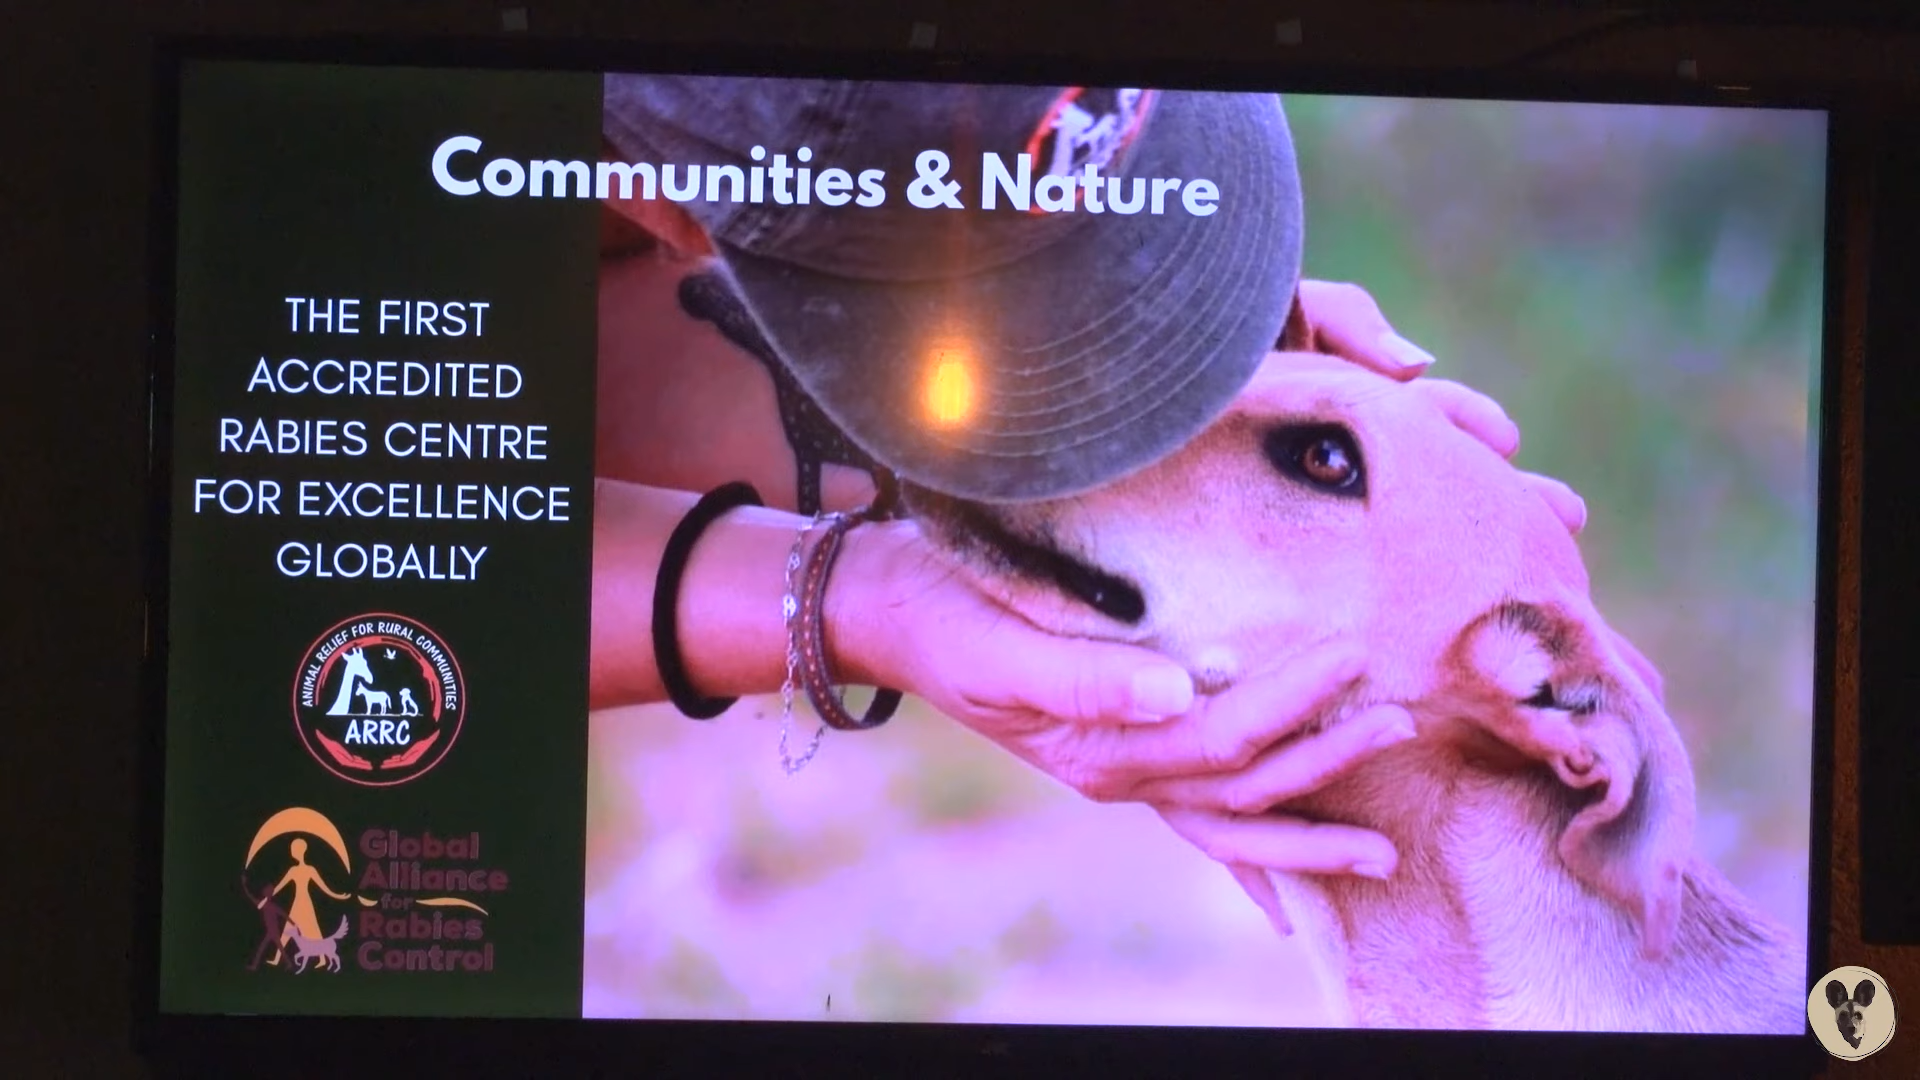 Communities & Nature
THE FIRST
ACCREDITED
RABIES CENTRE
FOR EXCELLENCE
GLOBALLY
ANIMAL RELIEF FOR RURAL COMMUNITIES
ARRC
Global
Alliance
for
Rabies
Control